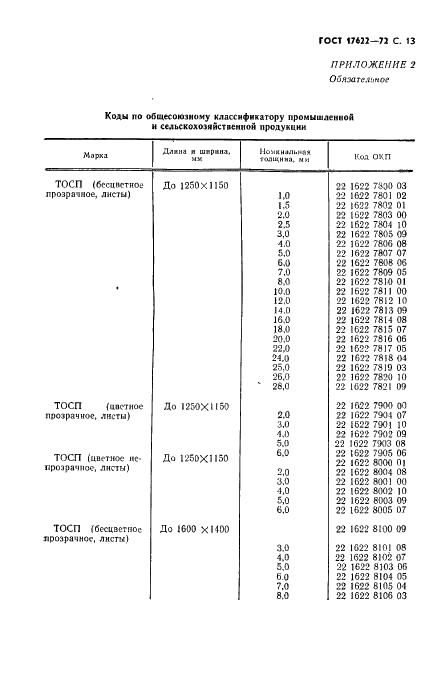 ГОСТ 17622—72 С. 13
ПРИЛОЖЕНИЕ 2
Обязательное
Коды по общесоюзному классификатору промышленной
и сельскохозяйственной продукции
Марка
Длина и ширина,
мм
Номинальная
толщина, мм
Код ОКП
ТОСП (бесцветное До 1250×1150 22 1622 7800 03
прозрачное, листы) 1,0 22 1622 7801 02
1,5 22 1622 7802 01
2,0 22 1622 7803 00
2,5 22 1622 7804 10
3,0 22 1622 7805 09
4,0 22 1622 7806 08
5,0 22 1622 7807 07
6,0 22 1622 7808 06
7,0 22 1622 7809 05
8,0 22 1622 7810 01
10,0 22 1622 7811 00
12,0 22 1622 7812 10
14,0 22 1622 7813 09
16,0 22 1622 7814 08
18,0 22 1622 7815 07
20,0 22 1622 7816 06
22,0 22 1622 7817 05
24,0 22 1622 7818 04
25,0 22 1622 7819 03
26,0 22 1622 7820 10
28,0 22 1622 7821 09
ТОСП (цветное До 1250×1150 22 1622 7900 00
прозрачное, листы) 2,0 22 1622 7904 07
3,0 22 1622 7901 10
4,0 22 1622 7902 09
5,0 22 1622 7903 08
6,0 22 1622 7905 06
ТОСП (цветное не- До 1250×1150 22 1622 8000 01
прозрачное, листы) 2,0 22 1622 8004 08
3,0 22 1622 8001 00
4,0 22 1622 8002 10
5,0 22 1622 8003 09
6,0 22 1622 8005 07
ТОСП (бесцветное До 1600 ×1400 22 1622 8100 09
прозрачное, листы)
3,0 22 1622 8101 08
4,0 22 1622 8102 07
5,0 22 1622 8103 06
6,0 22 1622 8104 05
7,0 22 1622 8105 04
8,0 22 1622 8106 03